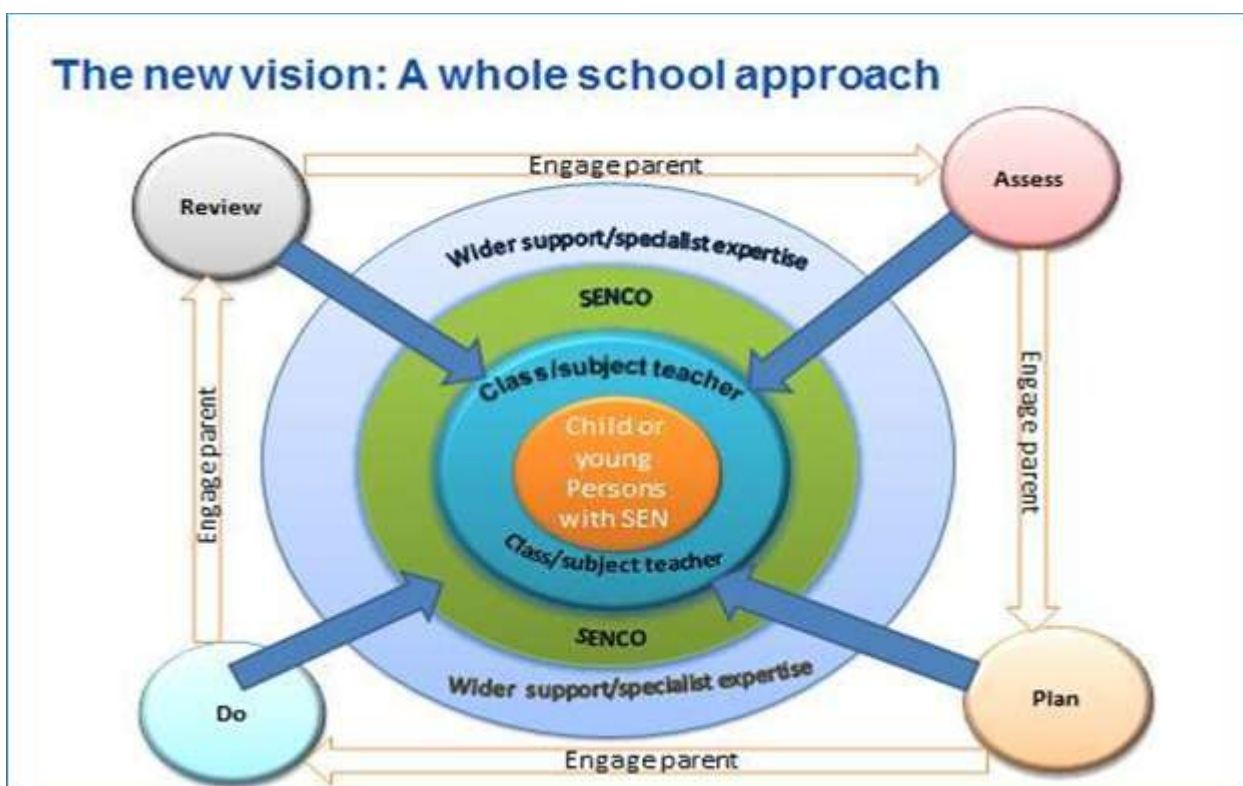 The new vision: A whole school approach
Review
Engage parent
Assess
Wider support/specialist expertise
SENCO
Class/subject teacher
Child or
young
Persons
with SEN
Class/subject teacher
SENCO
Wider support/specialist expertise
Engage parent
Engage parent
Do
Engage parent
Plan